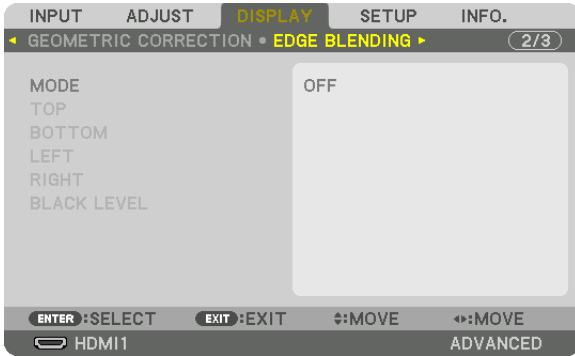 INPUT ADJUST DISPLAY SETUP INFO.
◂ GEOMETRIC CORRECTION • EDGE BLENDING ▸ 2/3
MODE OFF
TOP
BOTTOM
LEFT
RIGHT
BLACK LEVEL
ENTER :SELECT EXIT :EXIT :MOVE :MOVE
HDMI1 ADVANCED